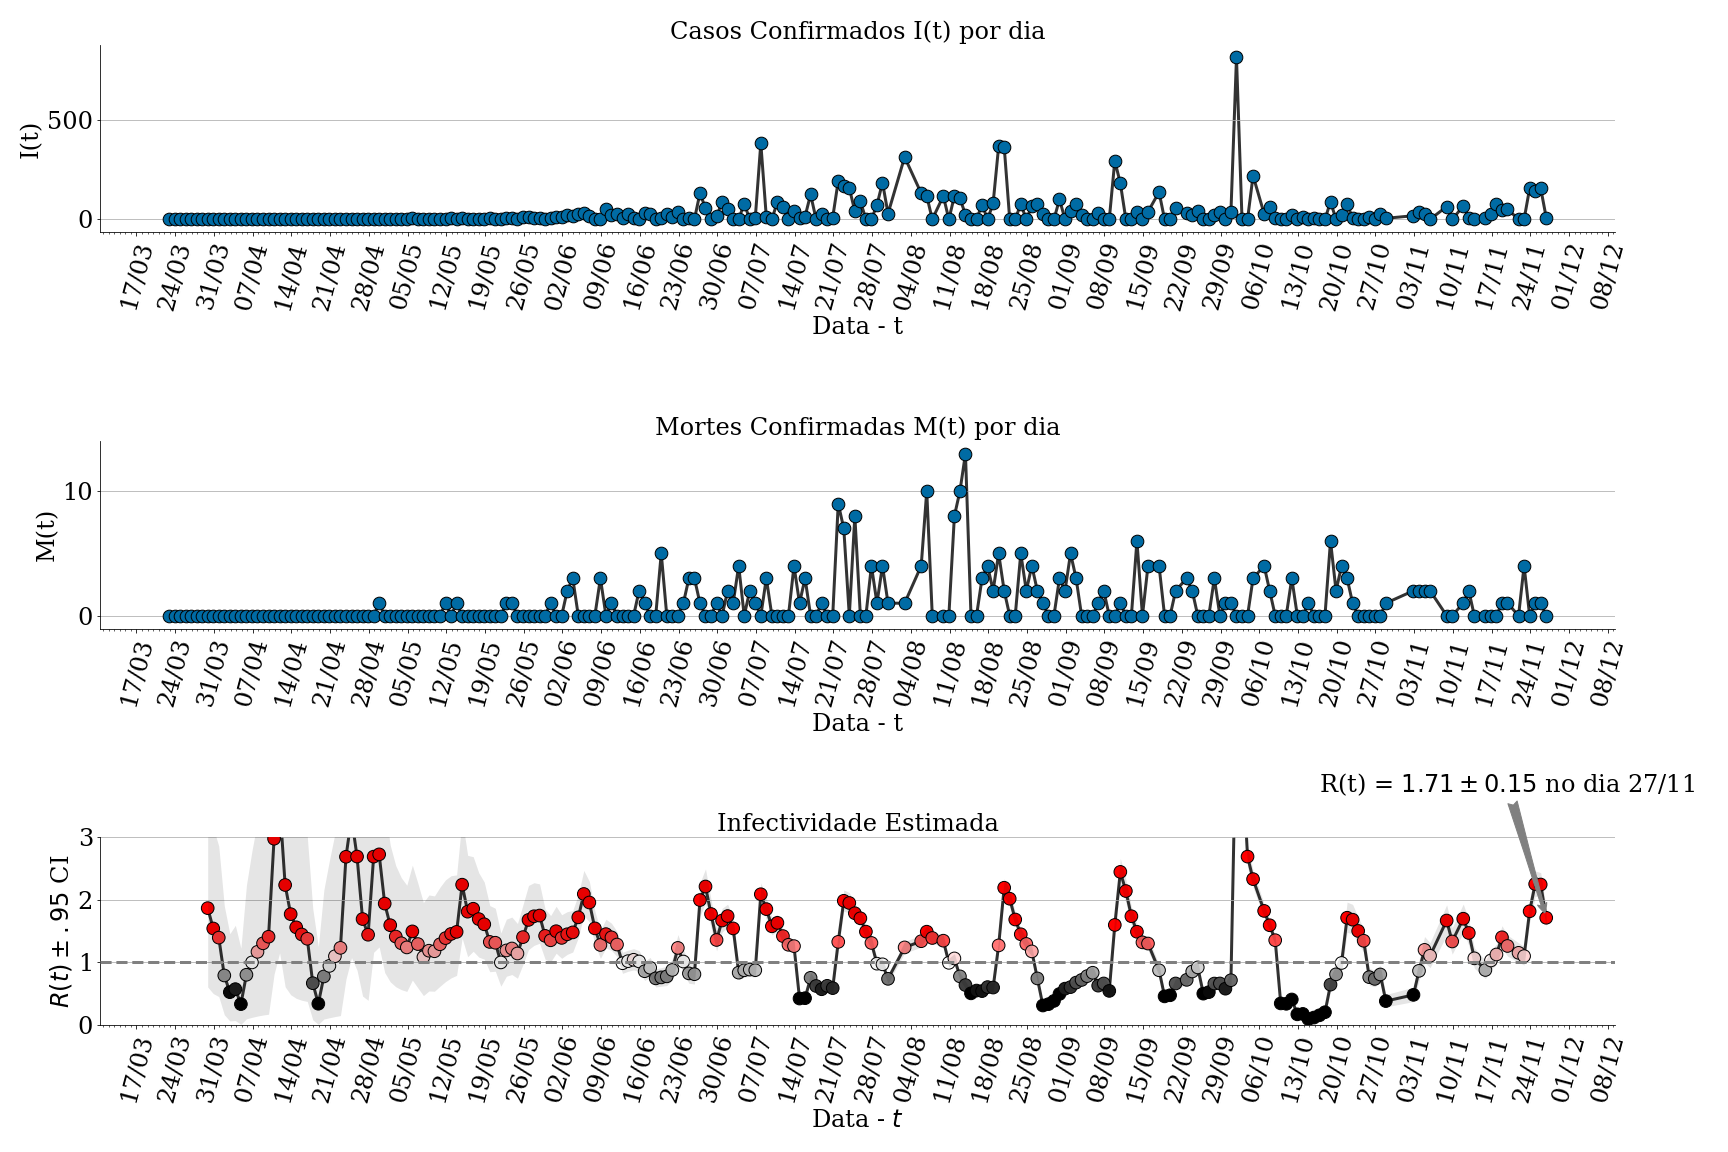 Casos Confirmados I(t) por dia
I(t)
500
0
17/03 24/03 31/03 07/04 14/04 21/04 28/04 05/05 12/05 19/05 26/05 02/06 09/06 16/06 23/06 30/06 07/07 14/07 21/07 28/07 04/08 11/08 18/08 25/08 01/09 08/09 15/09 22/09 29/09 06/10 13/10 20/10 27/10 03/11 10/11 17/11 24/11 01/12 08/12
Data - t
Mortes Confirmadas M(t) por dia
M(t)
10
0
17/03 24/03 31/03 07/04 14/04 21/04 28/04 05/05 12/05 19/05 26/05 02/06 09/06 16/06 23/06 30/06 07/07 14/07 21/07 28/07 04/08 11/08 18/08 25/08 01/09 08/09 15/09 22/09 29/09 06/10 13/10 20/10 27/10 03/11 10/11 17/11 24/11 01/12 08/12
Data - t
R(t) = 1.71 ± 0.15 no dia 27/11
Infectividade Estimada
R(t) ± .95 CI
3
2
1
0
17/03 24/03 31/03 07/04 14/04 21/04 28/04 05/05 12/05 19/05 26/05 02/06 09/06 16/06 23/06 30/06 07/07 14/07 21/07 28/07 04/08 11/08 18/08 25/08 01/09 08/09 15/09 22/09 29/09 06/10 13/10 20/10 27/10 03/11 10/11 17/11 24/11 01/12 08/12
Data - t